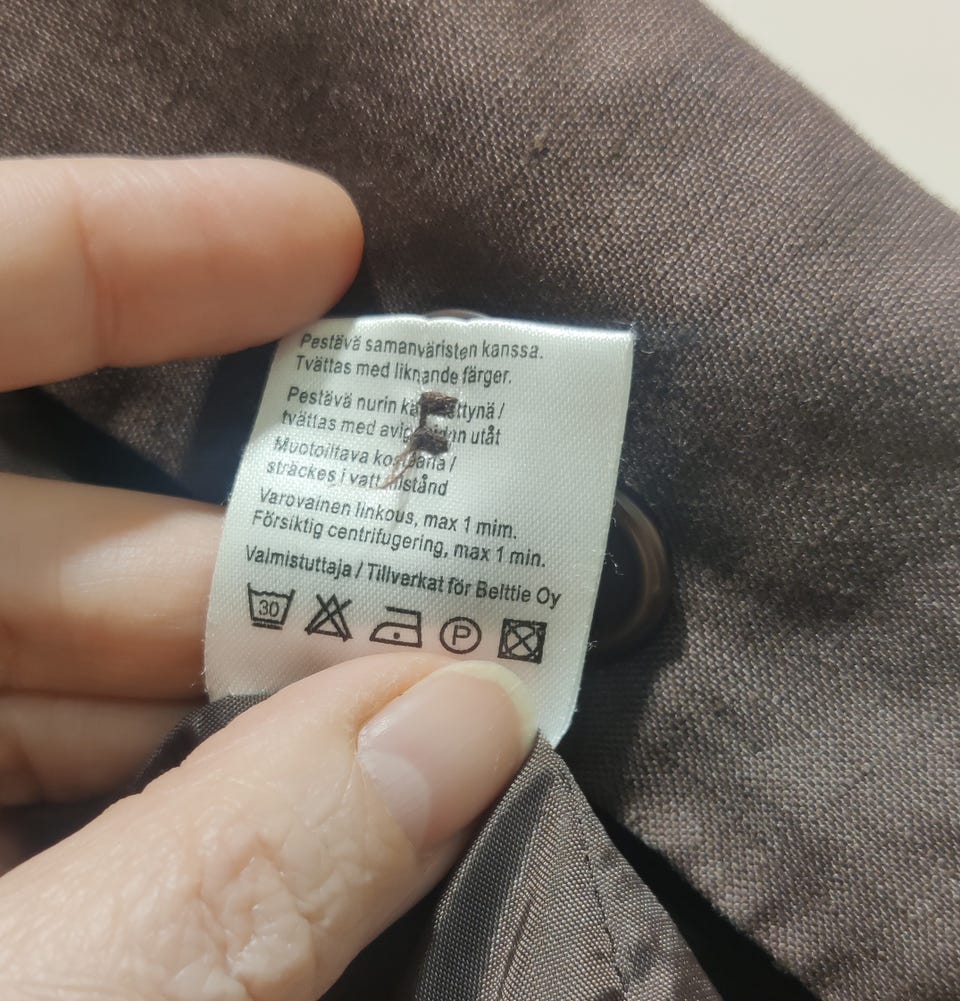 Pestävä samanväristen kanssa.
Tvättas med liknande färger.
Pestävä nurin
tvättas med utåt
Muotoiltava /
sträckes i
Varovainen linkous, max 1 mim.
Försiktig centrifugering, max 1 min.
Valmistuttaja / Tillverkat för Belttie Oy
30 P